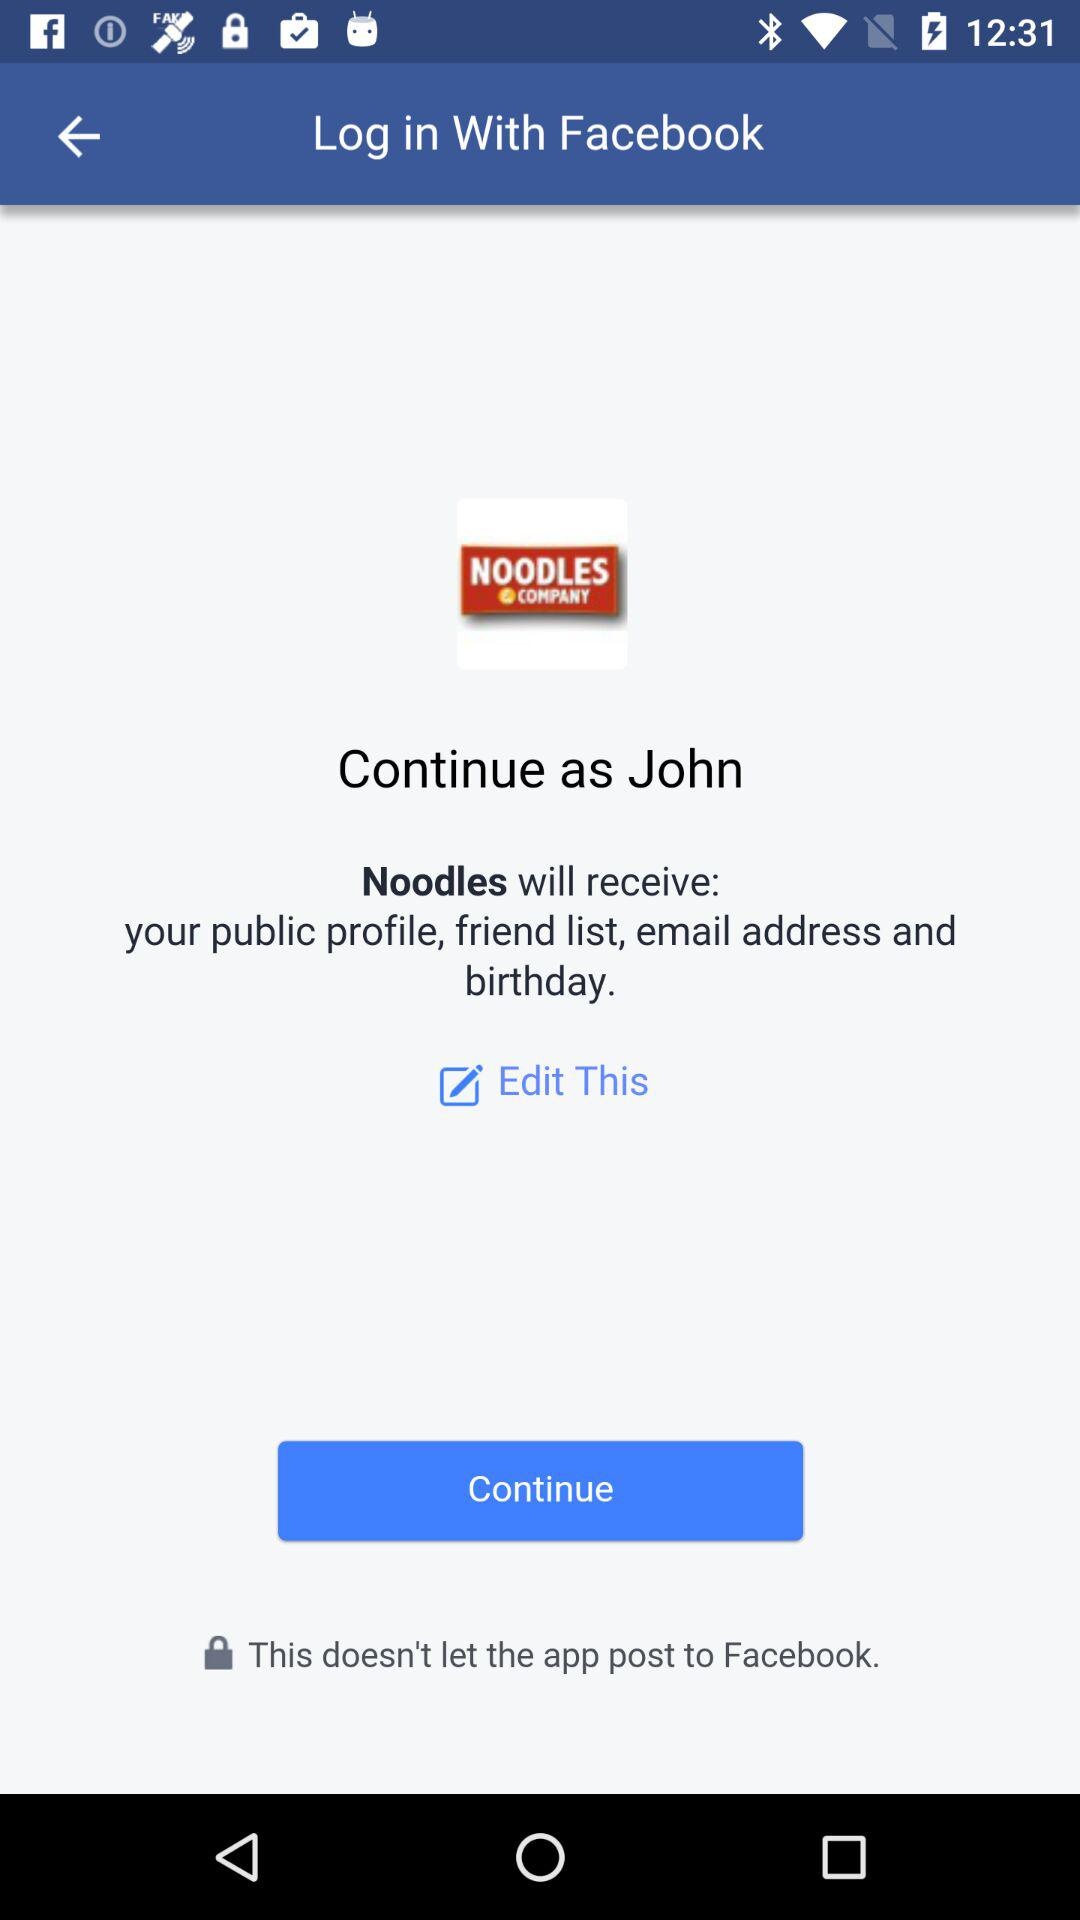 FAKE
12:31
Log in With Facebook
NOODLES
& COMPANY
Continue as John
Noodles will receive:
your public profile, friend list, email address and
birthday.
Edit This
Continue
This doesn't let the app post to Facebook.